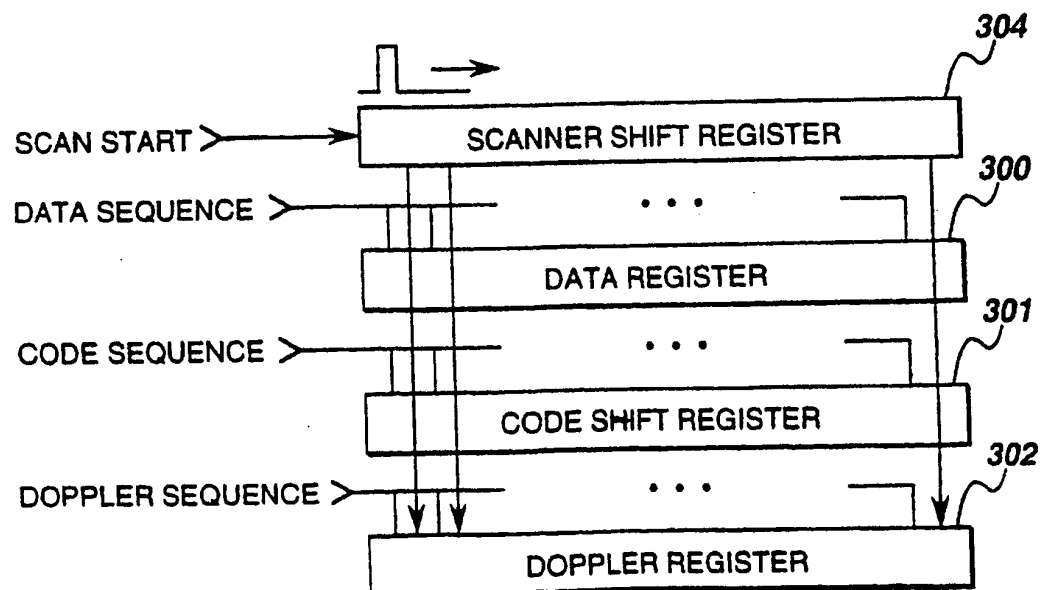 304
SCAN START
SCANNER SHIFT REGISTER
300
DATA SEQUENCE
• • •
DATA REGISTER
301
CODE SEQUENCE
• • •
CODE SHIFT REGISTER
302
DOPPLER SEQUENCE
• • •
DOPPLER REGISTER